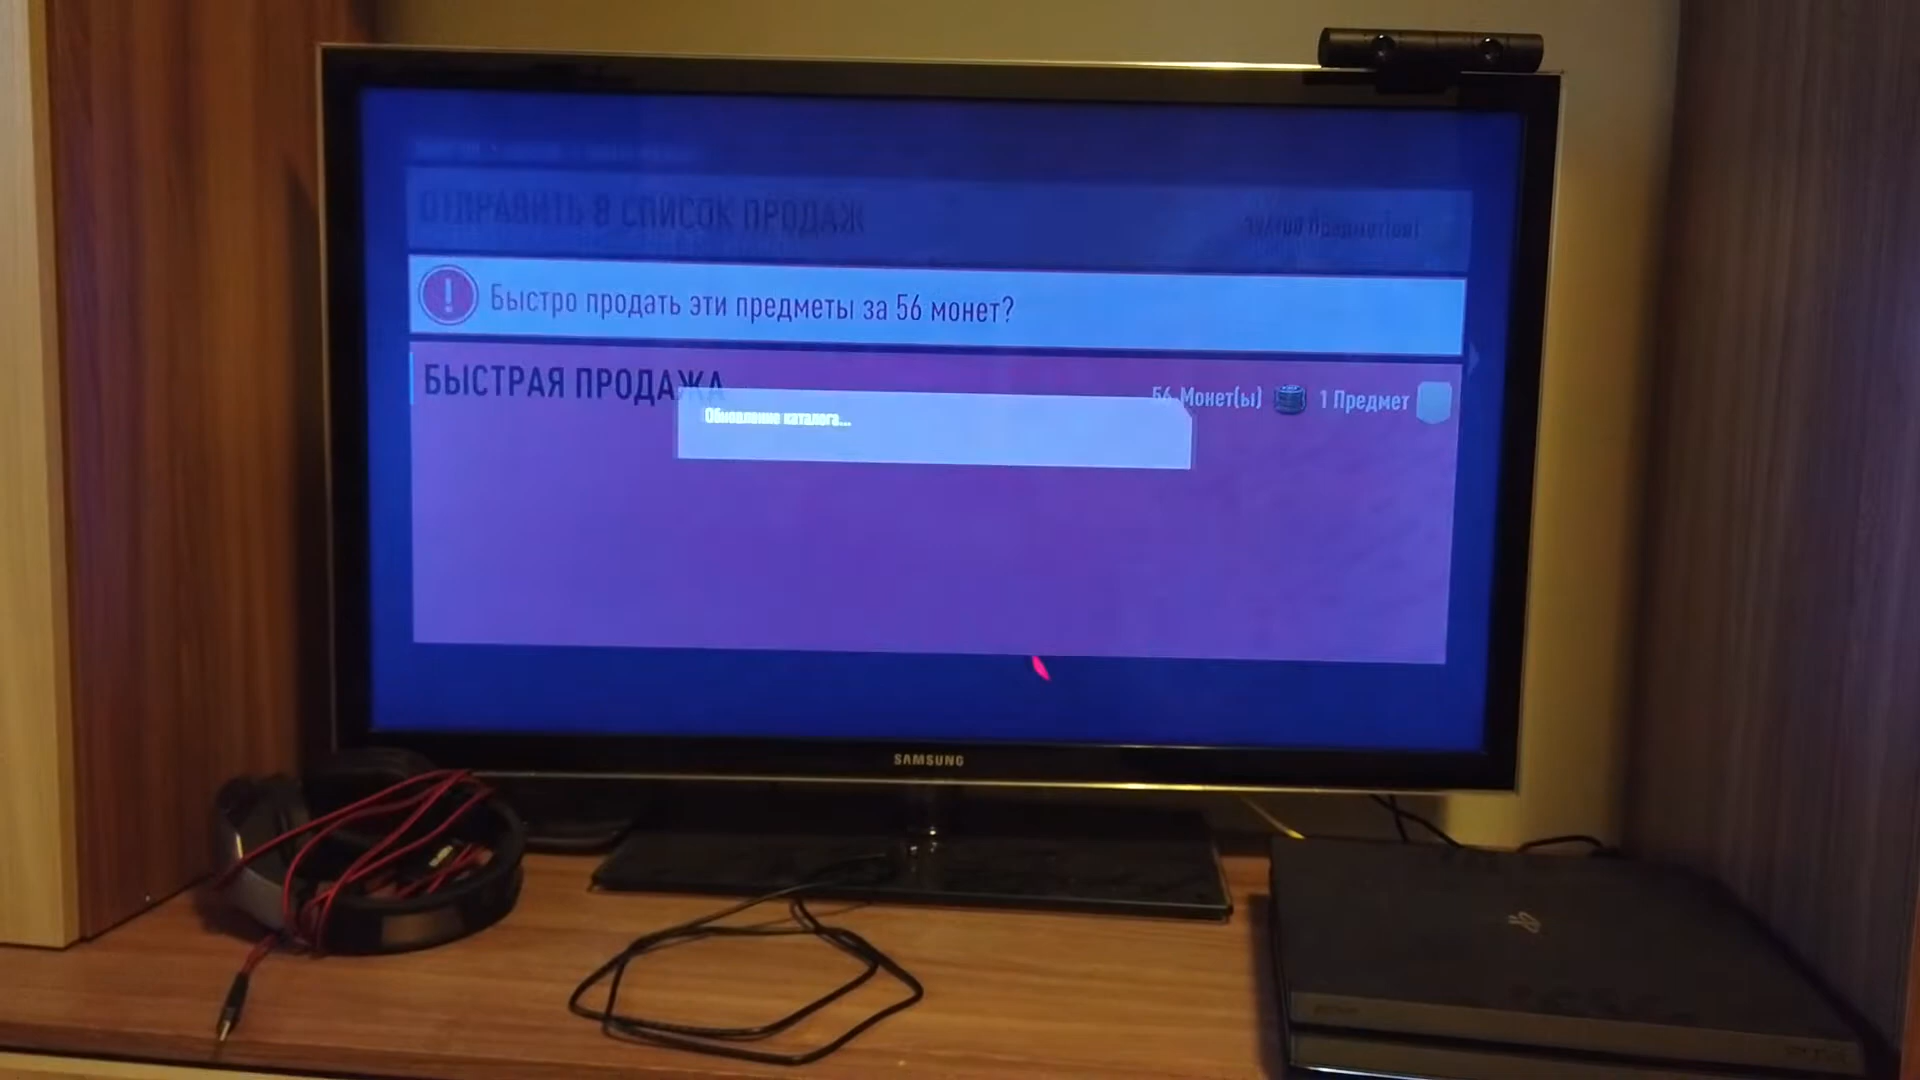 ОТПРАВИТЬ В СПИСОК ПРОДАЖ
Быстро продать эти предметы за 56 монет?
БЫСТРАЯ ПРОДАЖА
56 Монет(ы) 1 Предмет
Обновление каталога...
SAMSUNG